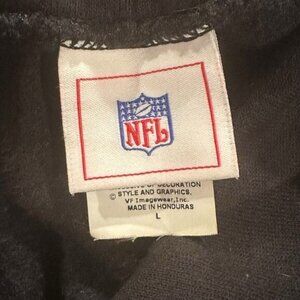 NFL
OF DECORATION
© STYLE AND GRAPHICS,
VF Imagewear, Inc.
MADE IN HONDURAS
L